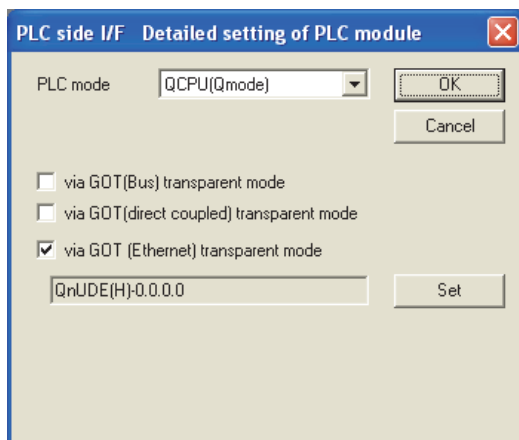 PLC side I/F Detailed setting of PLC module
PLC mode QCPU(Qmode) OK
Cancel
via GOT(Bus) transparent mode
via GOT(direct coupled) transparent mode
via GOT (Ethernet) transparent mode
QnUDE(H)-0.0.0.0 Set